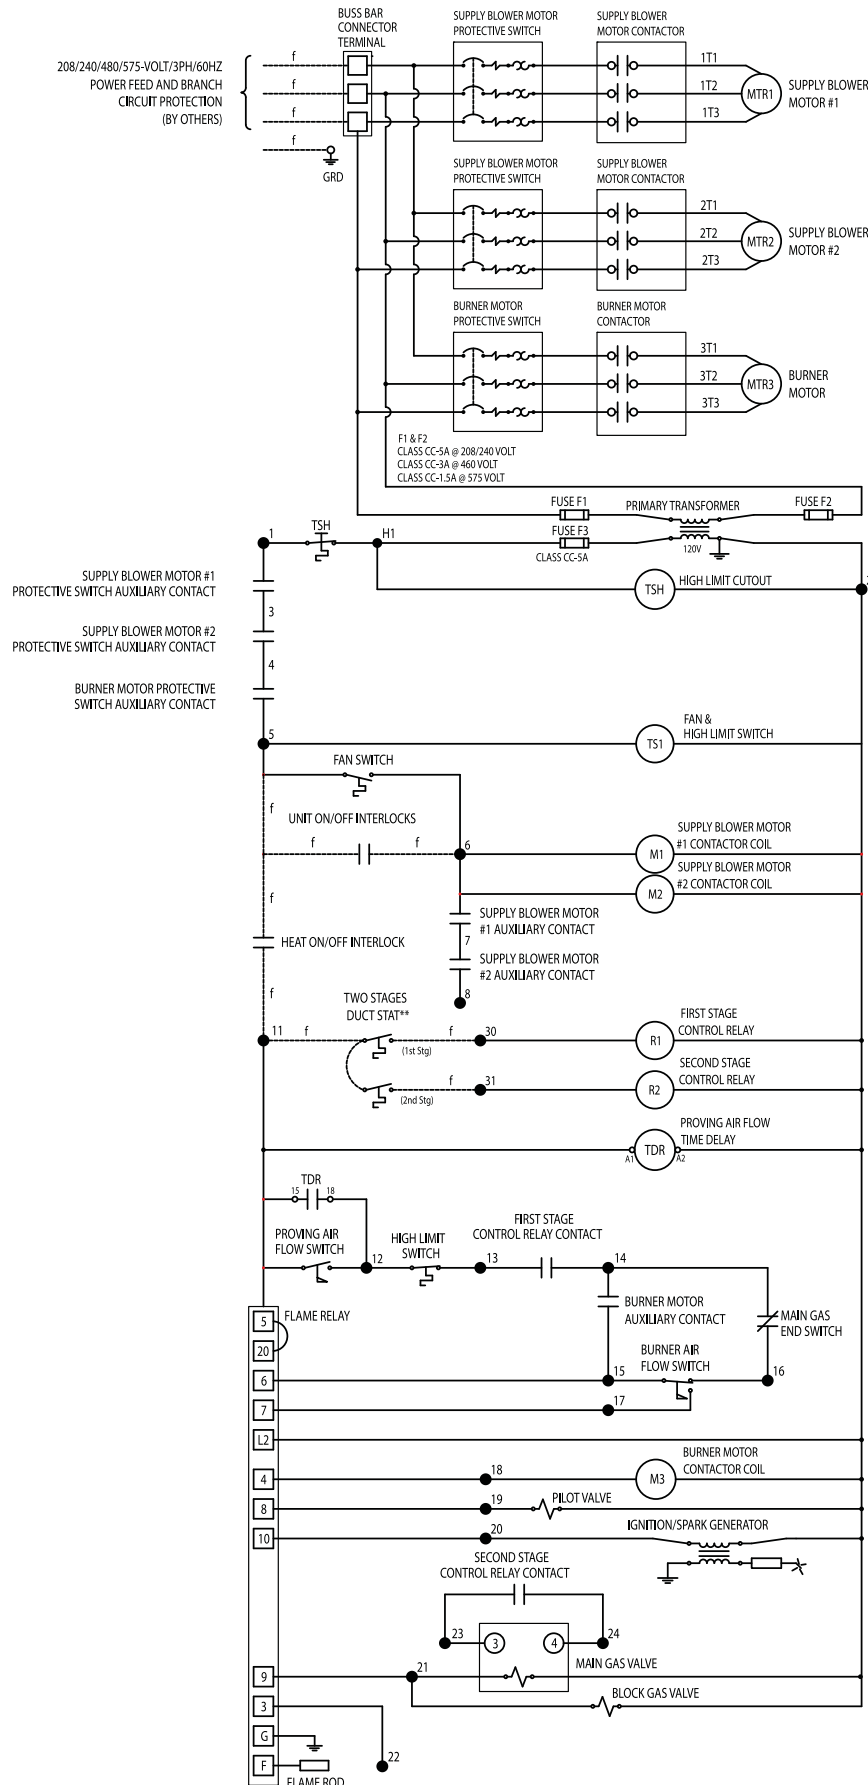 BUSS BAR
CONNECTOR
TERMINAL
SUPPLY BLOWER MOTOR
PROTECTIVE SWITCH
SUPPLY BLOWER
MOTOR CONTACTOR
208/240/480/575-VOLT/3PH/60HZ
POWER FEED AND BRANCH
CIRCUIT PROTECTION
(BY OTHERS)
f
f
f
f
GRD
1T1
1T2
1T3
MTR1
SUPPLY BLOWER
MOTOR #1
SUPPLY BLOWER MOTOR
PROTECTIVE SWITCH
SUPPLY BLOWER
MOTOR CONTACTOR
2T1
2T2
2T3
MTR2
SUPPLY BLOWER
MOTOR #2
BURNER MOTOR
PROTECTIVE SWITCH
BURNER MOTOR
CONTACTOR
3T1
3T2
3T3
MTR3
BURNER
MOTOR
F1 & F2
CLASS CC-5A @ 208/240 VOLT
CLASS CC-3A @ 460 VOLT
CLASS CC-1.5A @ 575 VOLT
FUSE F1
PRIMARY TRANSFORMER
FUSE F2
1
TSH
H1
FUSE F3
CLASS CC-5A
120V
TSH
HIGH LIMIT CUTOUT
SUPPLY BLOWER MOTOR #1
PROTECTIVE SWITCH AUXILIARY CONTACT
3
SUPPLY BLOWER MOTOR #2
PROTECTIVE SWITCH AUXILIARY CONTACT
4
BURNER MOTOR PROTECTIVE
SWITCH AUXILIARY CONTACT
5
TS1
FAN &
HIGH LIMIT SWITCH
FAN SWITCH
f
UNIT ON/OFF INTERLOCKS
f
f
6
M1
SUPPLY BLOWER MOTOR
#1 CONTACTOR COIL
M2
SUPPLY BLOWER MOTOR
#2 CONTACTOR COIL
f
SUPPLY BLOWER MOTOR
#1 AUXILIARY CONTACT
7
HEAT ON/OFF INTERLOCK
SUPPLY BLOWER MOTOR
#2 AUXILIARY CONTACT
8
f
TWO STAGES
DUCT STAT**
11
f
(1st Stg)
f
30
R1
FIRST STAGE
CONTROL RELAY
(2nd Stg)
f
31
R2
SECOND STAGE
CONTROL RELAY
A1
TDR
A2
PROVING AIR FLOW
TIME DELAY
TDR
15
18
PROVING AIR
FLOW SWITCH
12
HIGH LIMIT
SWITCH
13
FIRST STAGE
CONTROL RELAY CONTACT
14
5
FLAME RELAY
BURNER MOTOR
AUXILIARY CONTACT
MAIN GAS
END SWITCH
20
BURNER AIR
FLOW SWITCH
6
15
16
7
17
L2
4
18
M3
BURNER MOTOR
CONTACTOR COIL
8
19
PILOT VALVE
10
20
IGNITION/SPARK GENERATOR
SECOND STAGE
CONTROL RELAY CONTACT
23
3
4
24
9
21
MAIN GAS VALVE
3
BLOCK GAS VALVE
G
22
F
FLAME ROD